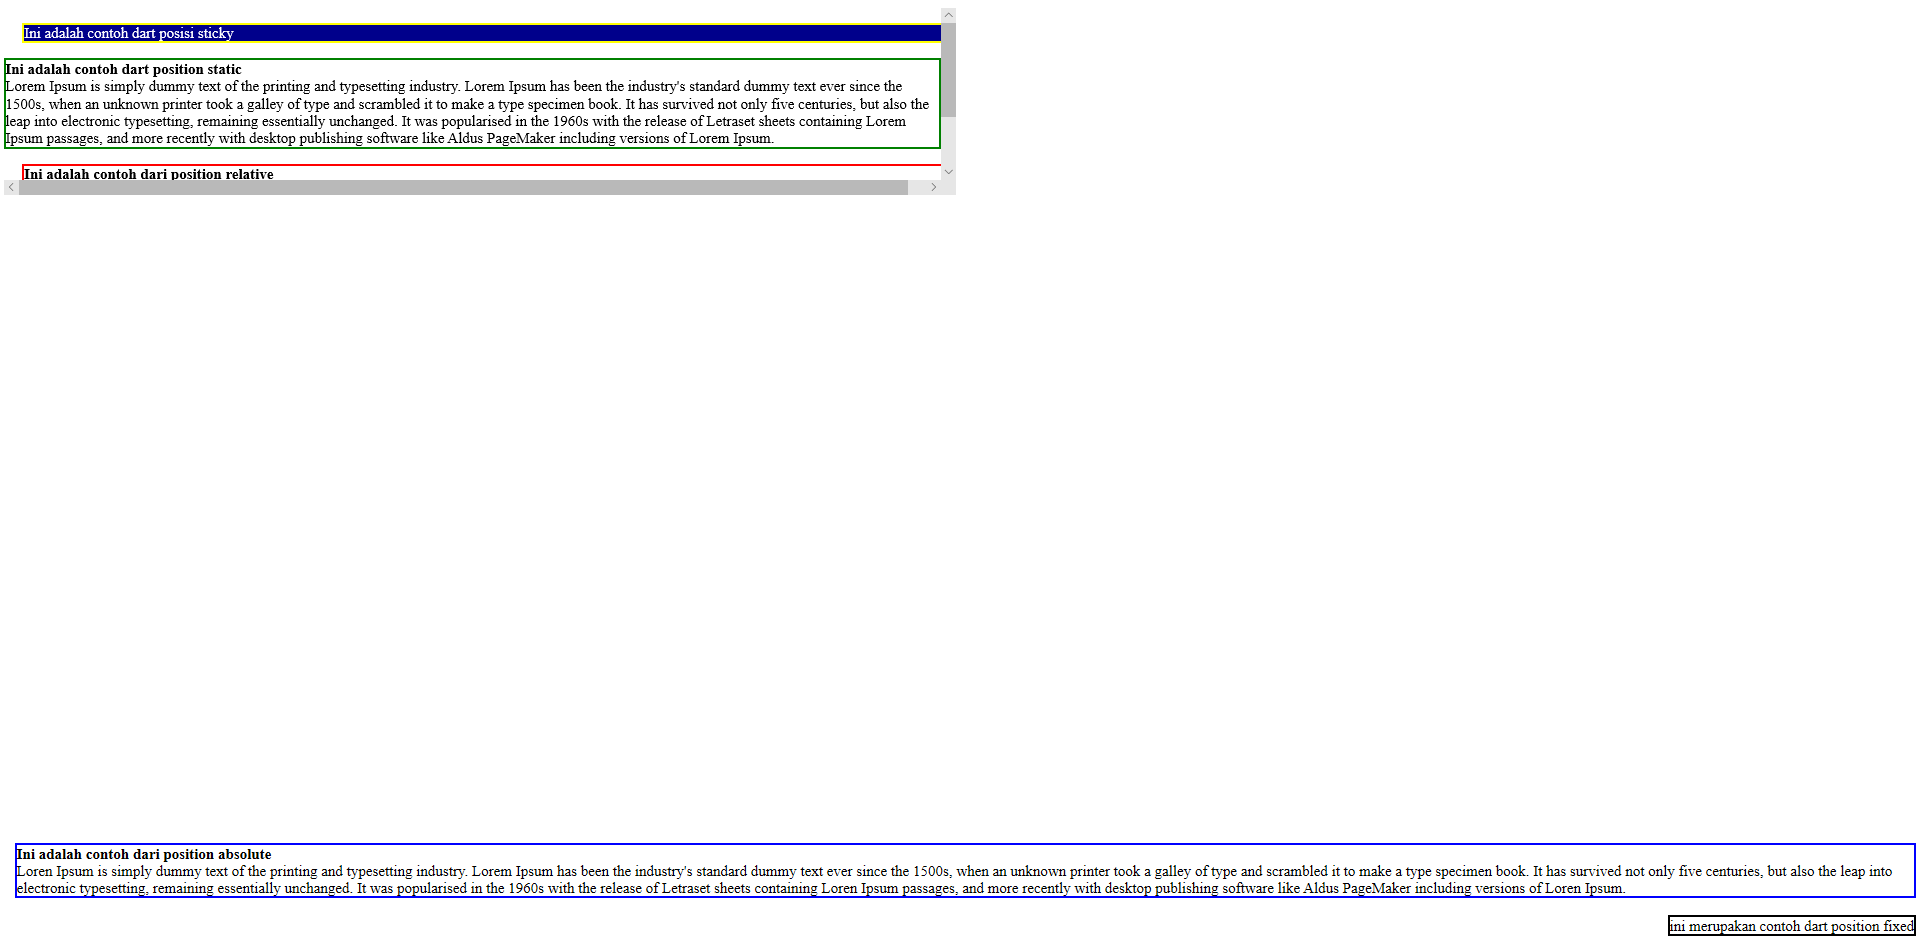 Ini adalah contoh dart posisi sticky
Ini adalah contoh dart position static
Lorem Ipsum is simply dummy text of the printing and typesetting industry. Lorem Ipsum has been the industry's standard dummy text ever since the
1500s, when an unknown printer took a galley of type and scrambled it to make a type specimen book. It has survived not only five centuries, but also the
leap into electronic typesetting, remaining essentially unchanged. It was popularised in the 1960s with the release of Letraset sheets containing Lorem
Ipsum passages, and more recently with desktop publishing software like Aldus PageMaker including versions of Lorem Ipsum.
Ini adalah contoh dari position relative
Ini adalah contoh dari position absolute
Loren Ipsum is simply dummy text of the printing and typesetting industry. Lorem Ipsum has been the industry's standard dummy text ever since the 1500s, when an unknown printer took a galley of type and scrambled it to make a type specimen book. It has survived not only five centuries, but also the leap into
electronic typesetting, remaining essentially unchanged. It was popularised in the 1960s with the release of Letraset sheets containing Loren Ipsum passages, and more recently with desktop publishing software like Aldus PageMaker including versions of Loren Ipsum.
ini merupakan contoh dart position fixed